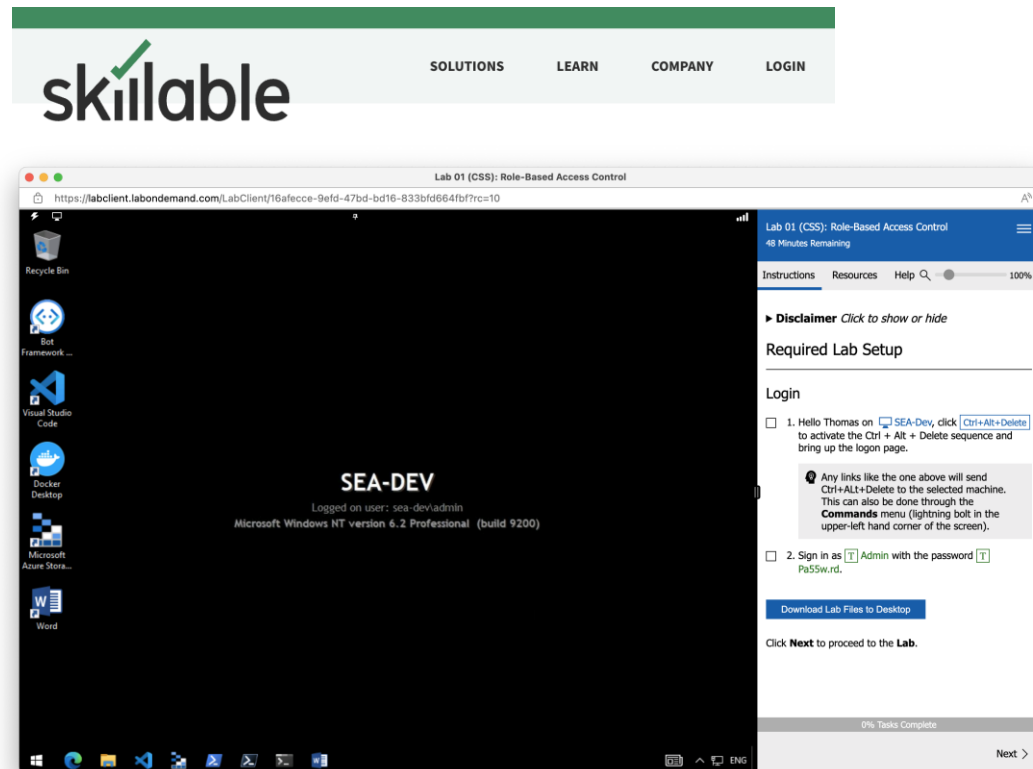 skillable
SOLUTIONS LEARN COMPANY LOGIN
Lab 01 (CSS): Role-Based Access Control
https://labclient.labondemand.com/LabClient/16afecce-9efd-47bd-bd16-833bfd664fbf?rc=10
Recycle Bin
Bot
Framework ...
Visual Studio
Code
Docker
Desktop
Microsoft
Azure Stora...
Word
SEA-DEV
Logged on user: sea-dev\admin
Microsoft Windows NT version 6.2 Professional (build 9200)
ENG
Lab 01 (CSS): Role-Based Access Control
48 Minutes Remaining
Instructions Resources Help 100%
Disclaimer Click to show or hide
Required Lab Setup
Login
1. Hello Thomas on SEA-Dev, click Ctrl+Alt+Delete
to activate the Ctrl + Alt + Delete sequence and
bring up the logon page.
Any links like the one above will send
Ctrl+ALt+Delete to the selected machine.
This can also be done through the
Commands menu (lightning bolt in the
upper-left hand corner of the screen).
2. Sign in as T Admin with the password T
Pa55w.rd.
Download Lab Files to Desktop
Click Next to proceed to the Lab.
0% Tasks Complete
Next >